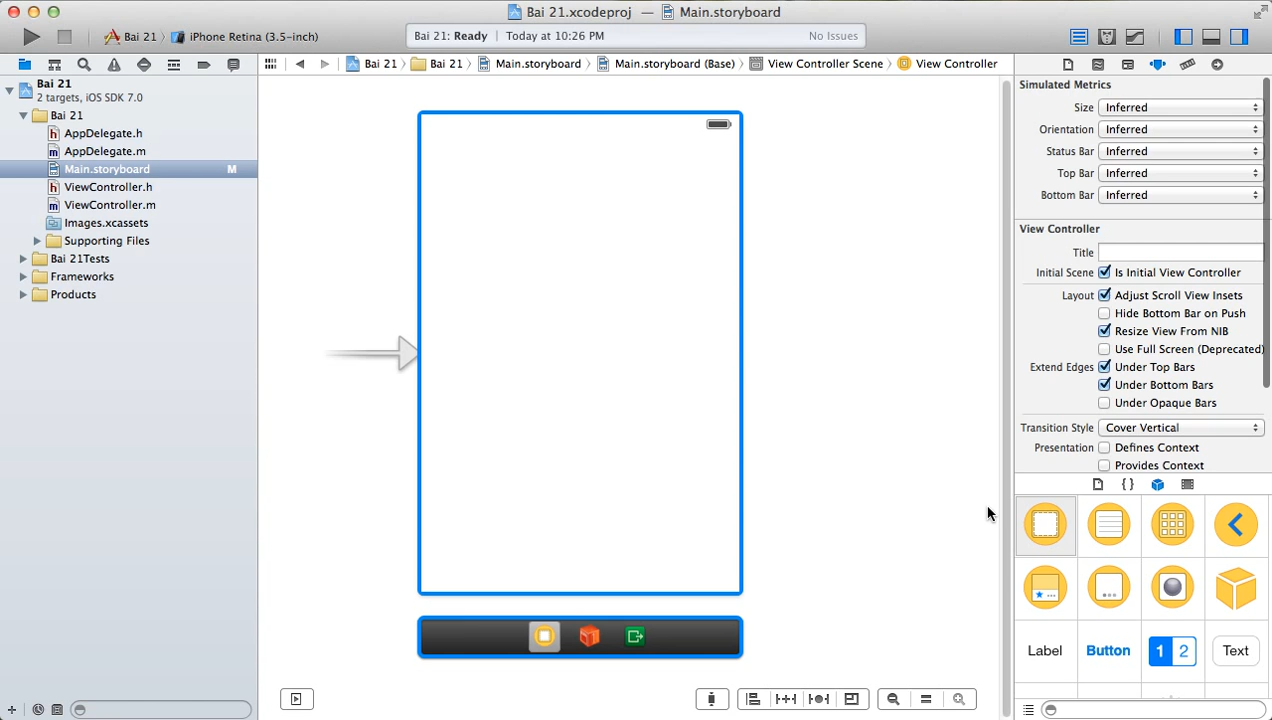 Bai 21.xcodeproj — Main.storyboard
Bai 21 › iPhone Retina (3.5-inch)
Bai 21: Ready | Today at 10:26 PM
No Issues
Bai 21 › Bai 21 › Main.storyboard › Main.storyboard (Base) › View Controller Scene › View Controller
Bai 21
2 targets, iOS SDK 7.0
Bai 21
h AppDelegate.h
m AppDelegate.m
Main.storyboard M
h ViewController.h
m ViewController.m
Images.xcassets
Supporting Files
Bai 21Tests
Frameworks
Products
Simulated Metrics
Size Inferred
Orientation Inferred
Status Bar Inferred
Top Bar Inferred
Bottom Bar Inferred
View Controller
Title
Initial Scene Is Initial View Controller
Layout Adjust Scroll View Insets
Hide Bottom Bar on Push
Resize View From NIB
Use Full Screen (Deprecated)
Extend Edges Under Top Bars
Under Bottom Bars
Under Opaque Bars
Transition Style Cover Vertical
Presentation Defines Context
Provides Context
{ }
Label Button 1 2 Text